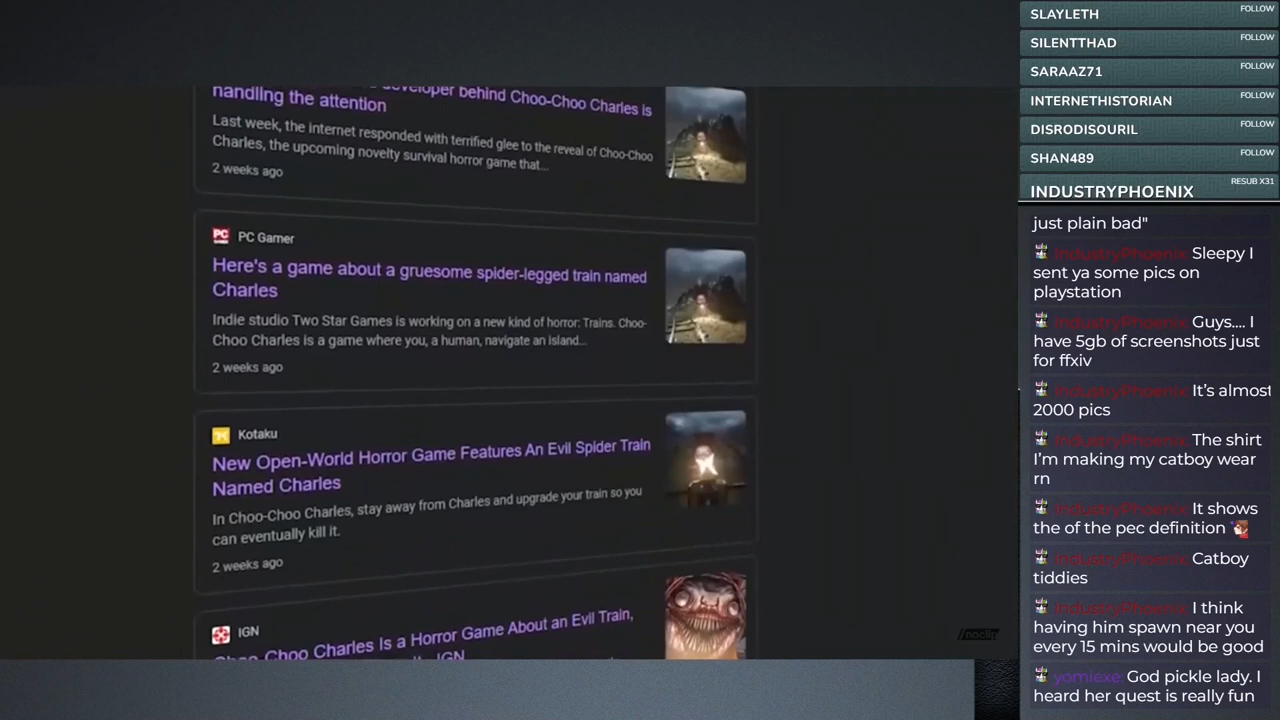 developer behind Choo-Choo Charles is
handling the attention
Last week, the internet responded with terrified glee to the reveal of Choo-Choo
Charles, the upcoming novelty survival horror game that...
2 weeks ago
PC Gamer
Here's a game about a gruesome spider-legged train named
Charles
Indie studio Two Star Games is working on a new kind of horror: Trains. Choo-
Choo Charles is a game where you, a human, navigate an island...
2 weeks ago
Kotaku
New Open-World Horror Game Features An Evil Spider Train
Named Charles
In Choo-Choo Charles, stay away from Charles and upgrade your train so you
can eventually kill it.
2 weeks ago
IGN
Choo-Choo Charles Is a Horror Game About an Evil Train,
IGN
/noclip
SLAYLETH FOLLOW
SILENTTHAD FOLLOW
SARAAZ71 FOLLOW
INTERNETHISTORIAN FOLLOW
DISRODISOURIL FOLLOW
SHAN489 FOLLOW
INDUSTRYPHOENIX RESUB X31
just plain bad"
IndustryPhoenix: Sleepy I
sent ya some pics on
playstation
IndustryPhoenix: Guys.... I
have 5gb of screenshots just
for ffxiv
IndustryPhoenix: It's almost
2000 pics
IndustryPhoenix: The shirt
I'm making my catboy wear
rn
IndustryPhoenix: It shows
the of the pec definition
IndustryPhoenix: Catboy
tiddies
IndustryPhoenix: I think
having him spawn near you
every 15 mins would be good
yomiexe: God pickle lady. I
heard her quest is really fun